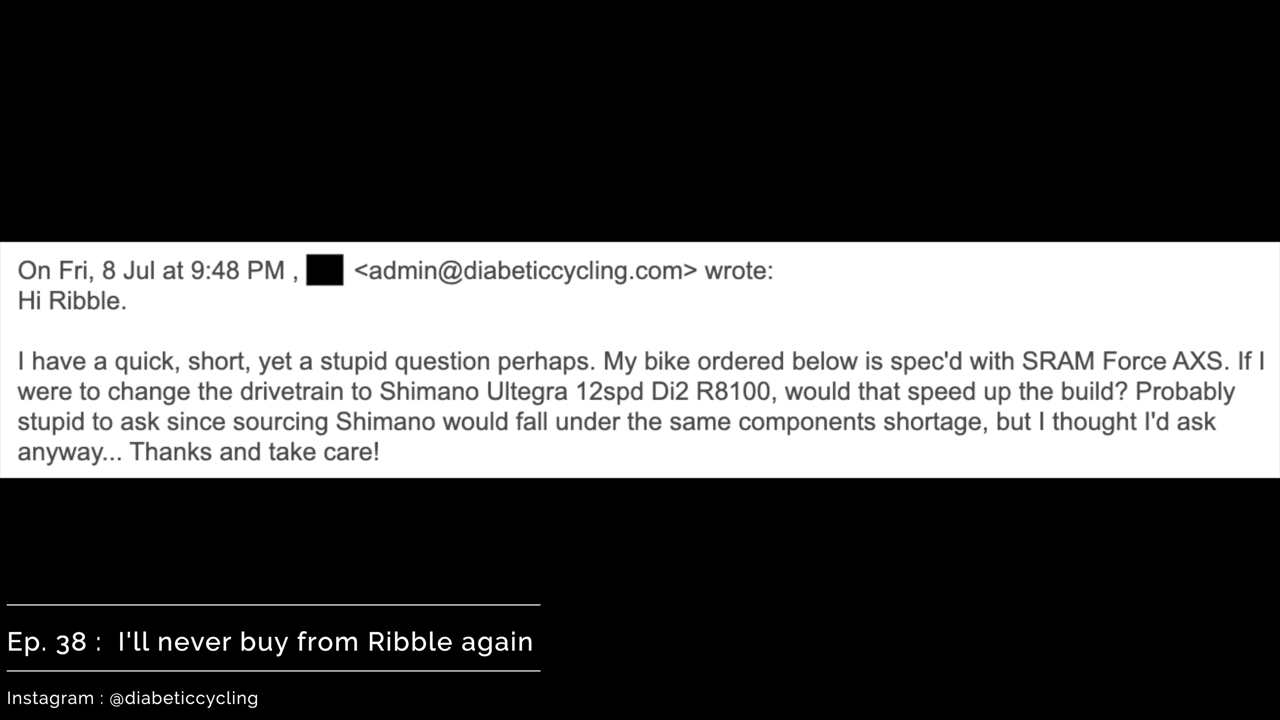 On Fri, 8 Jul at 9:48 PM , <admin@diabeticcycling.com> wrote:
Hi Ribble.
I have a quick, short, yet a stupid question perhaps. My bike ordered below is spec'd with SRAM Force AXS. If I
were to change the drivetrain to Shimano Ultegra 12spd Di2 R8100, would that speed up the build? Probably
stupid to ask since sourcing Shimano would fall under the same components shortage, but I thought I'd ask
anyway... Thanks and take care!
Ep. 38 : I'll never buy from Ribble again
Instagram : @diabeticcycling